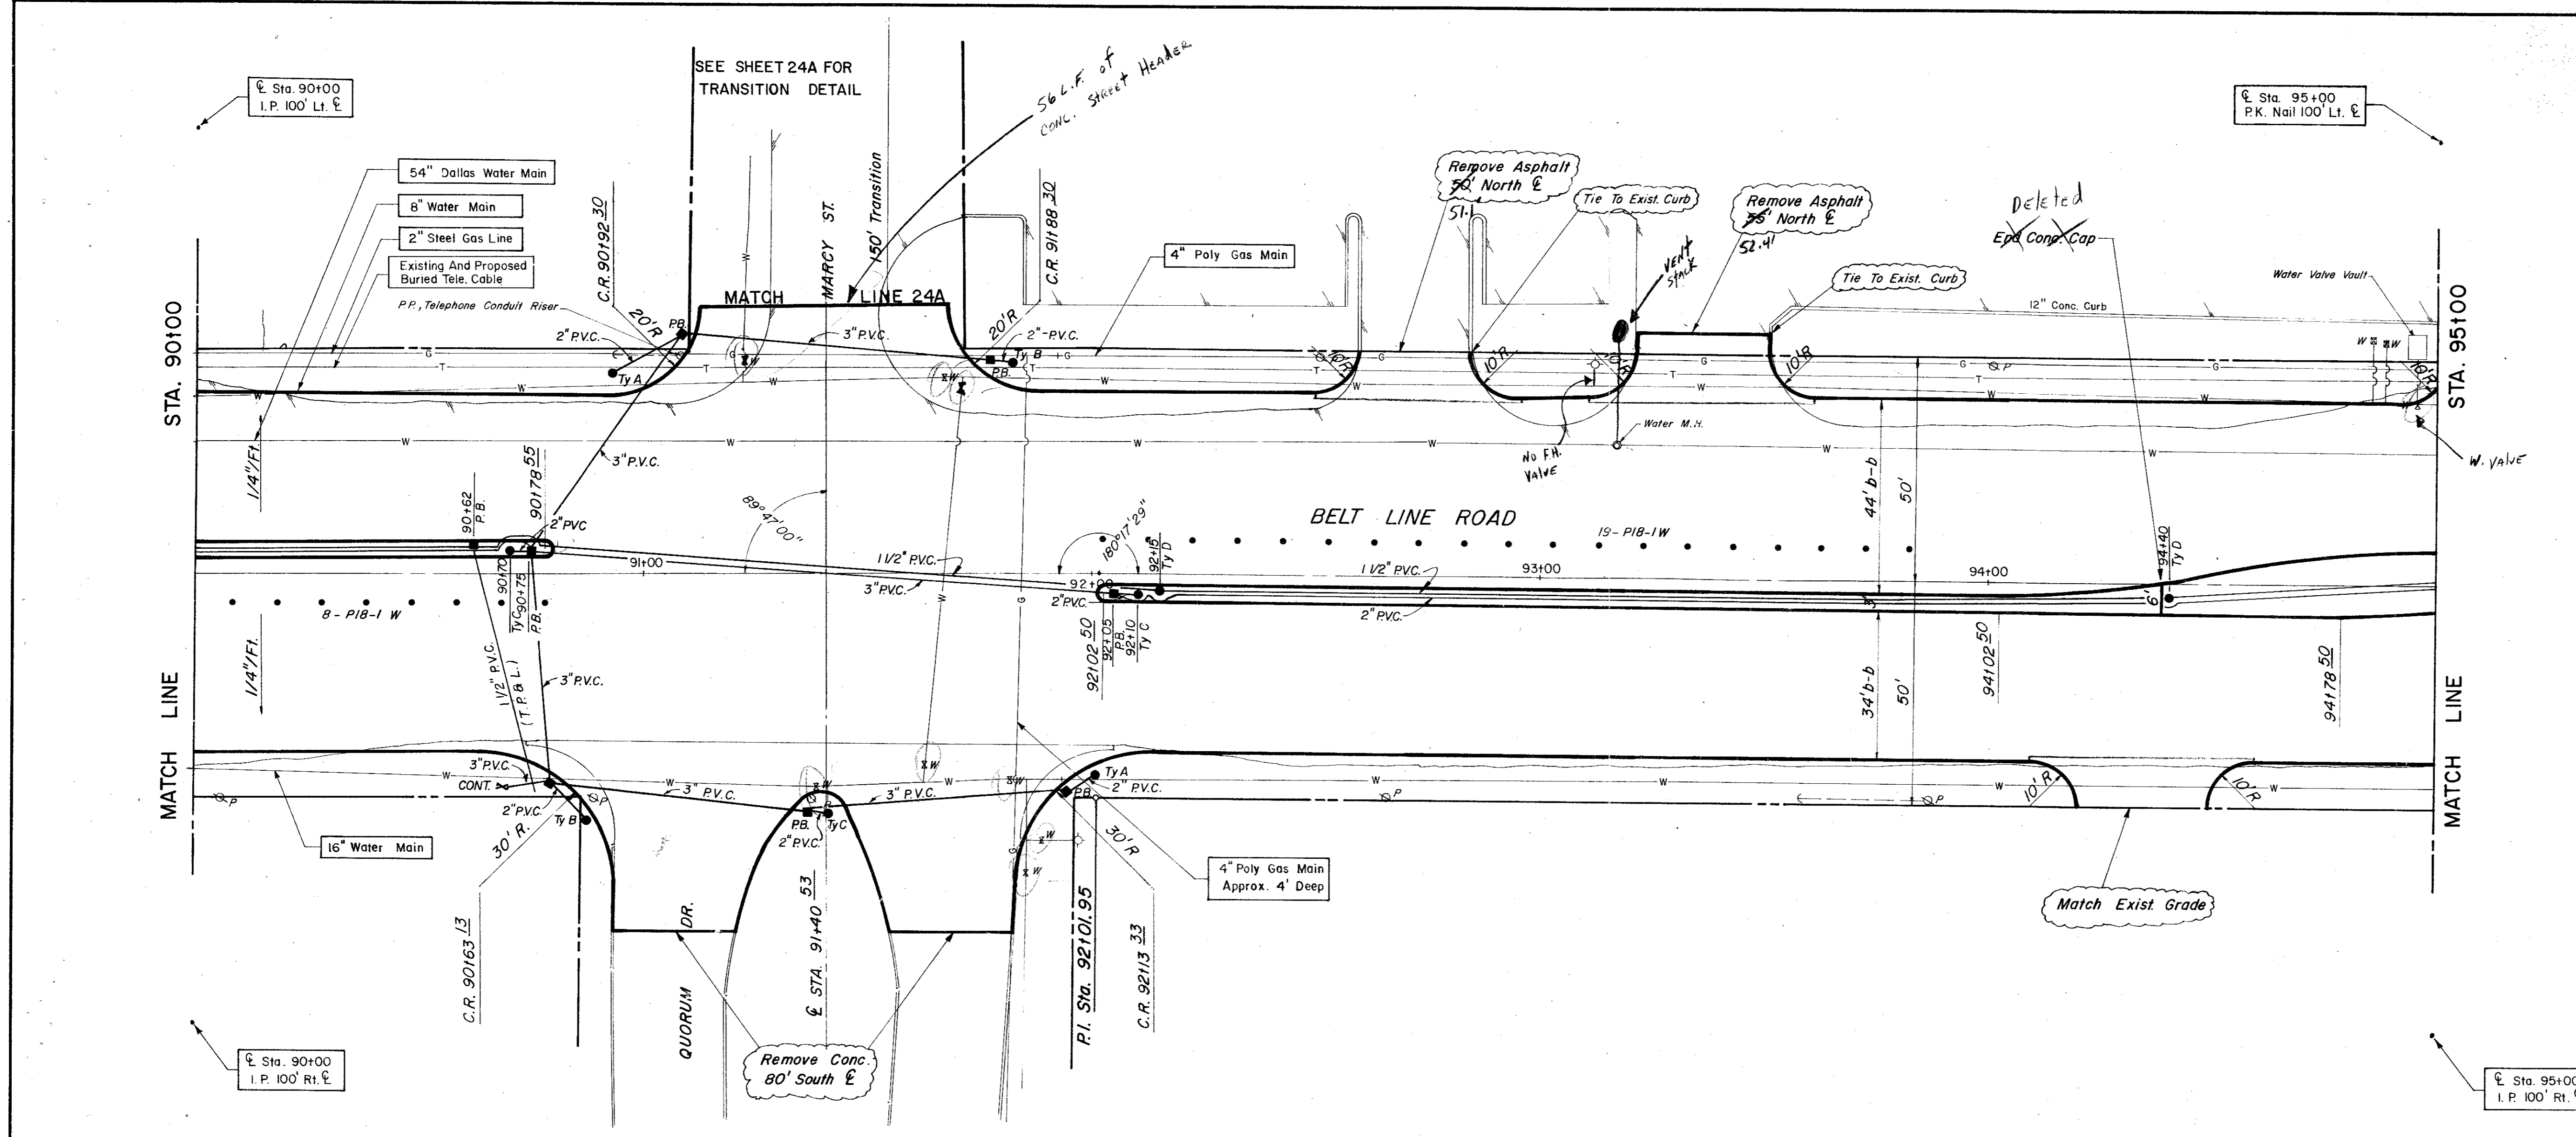 SEE SHEET 24A FOR
TRANSITION DETAIL
56 L.F. of
CONC. STREET HEADER
℄ Sta. 90+00
I.P. 100' Lt. ℄
℄ Sta. 95+00
P.K. Nail 100' Lt. ℄
54" Dallas Water Main
8" Water Main
2" Steel Gas Line
Existing And Proposed
Buried Tele. Cable
P.P., Telephone Conduit Riser
C.R. 90+92 30
20'R
MARCY ST.
150' Transition
C.R. 91+88 30
20'R
4" Poly Gas Main
Remove Asphalt
50' North ℄
51.1
Tie To Exist. Curb
Remove Asphalt
55' North ℄
52.4'
VENT
STACK
Deleted
End Conc. Cap
Tie To Exist. Curb
Water Valve Vault
12" Conc. Curb
MATCH LINE 24A
STA. 90+00
STA. 95+00
P.B.
2" P.V.C.
3" P.V.C.
2"-P.V.C.
Ty A
Ty B
P.B.
G
T
W
10'R
10'R
10'R
10'R
10'R
P
W
W
Water M.H.
NO F.H.
VALVE
W. VALVE
1/4"/Ft.
3" P.V.C.
90+62
P.B.
90+78 55
2" PVC
89°47'00"
180°17'29"
BELT LINE ROAD
19-P18-1W
44' b-b
50'
91+00
1 1/2" P.V.C.
3" P.V.C.
92+00
92+15
Ty D
1 1/2" P.V.C.
93+00
94+00
94+40
Ty D
90+70
Ty C
90+75
P.B.
8-P18-1 W
2" P.V.C.
2" P.V.C.
3'
6'
92+02 50
92+05
P.B.
92+10
Ty C
94+02 50
94+78 50
1/4"/Ft.
1 1/2" P.V.C.
(T.P.& L.)
3" P.V.C.
34' b-b
50'
MATCH LINE
MATCH LINE
3" P.V.C.
CONT.
2" P.V.C.
Ty B
30' R.
3" P.V.C.
P.B.
Ty C
2" P.V.C.
3" P.V.C.
Ty A
P.B.
2" P.V.C.
30' R
10'R
10'R
16" Water Main
4" Poly Gas Main
Approx. 4' Deep
Match Exist. Grade
C.R. 90+63 13
QUORUM DR.
℄ STA. 91+40 53
P.I. Sta. 92+01.95
C.R. 92+13 33
Remove Conc.
80' South ℄
℄ Sta. 90+00
I.P. 100' Rt. ℄
℄ Sta. 95+00
I.P. 100' Rt.